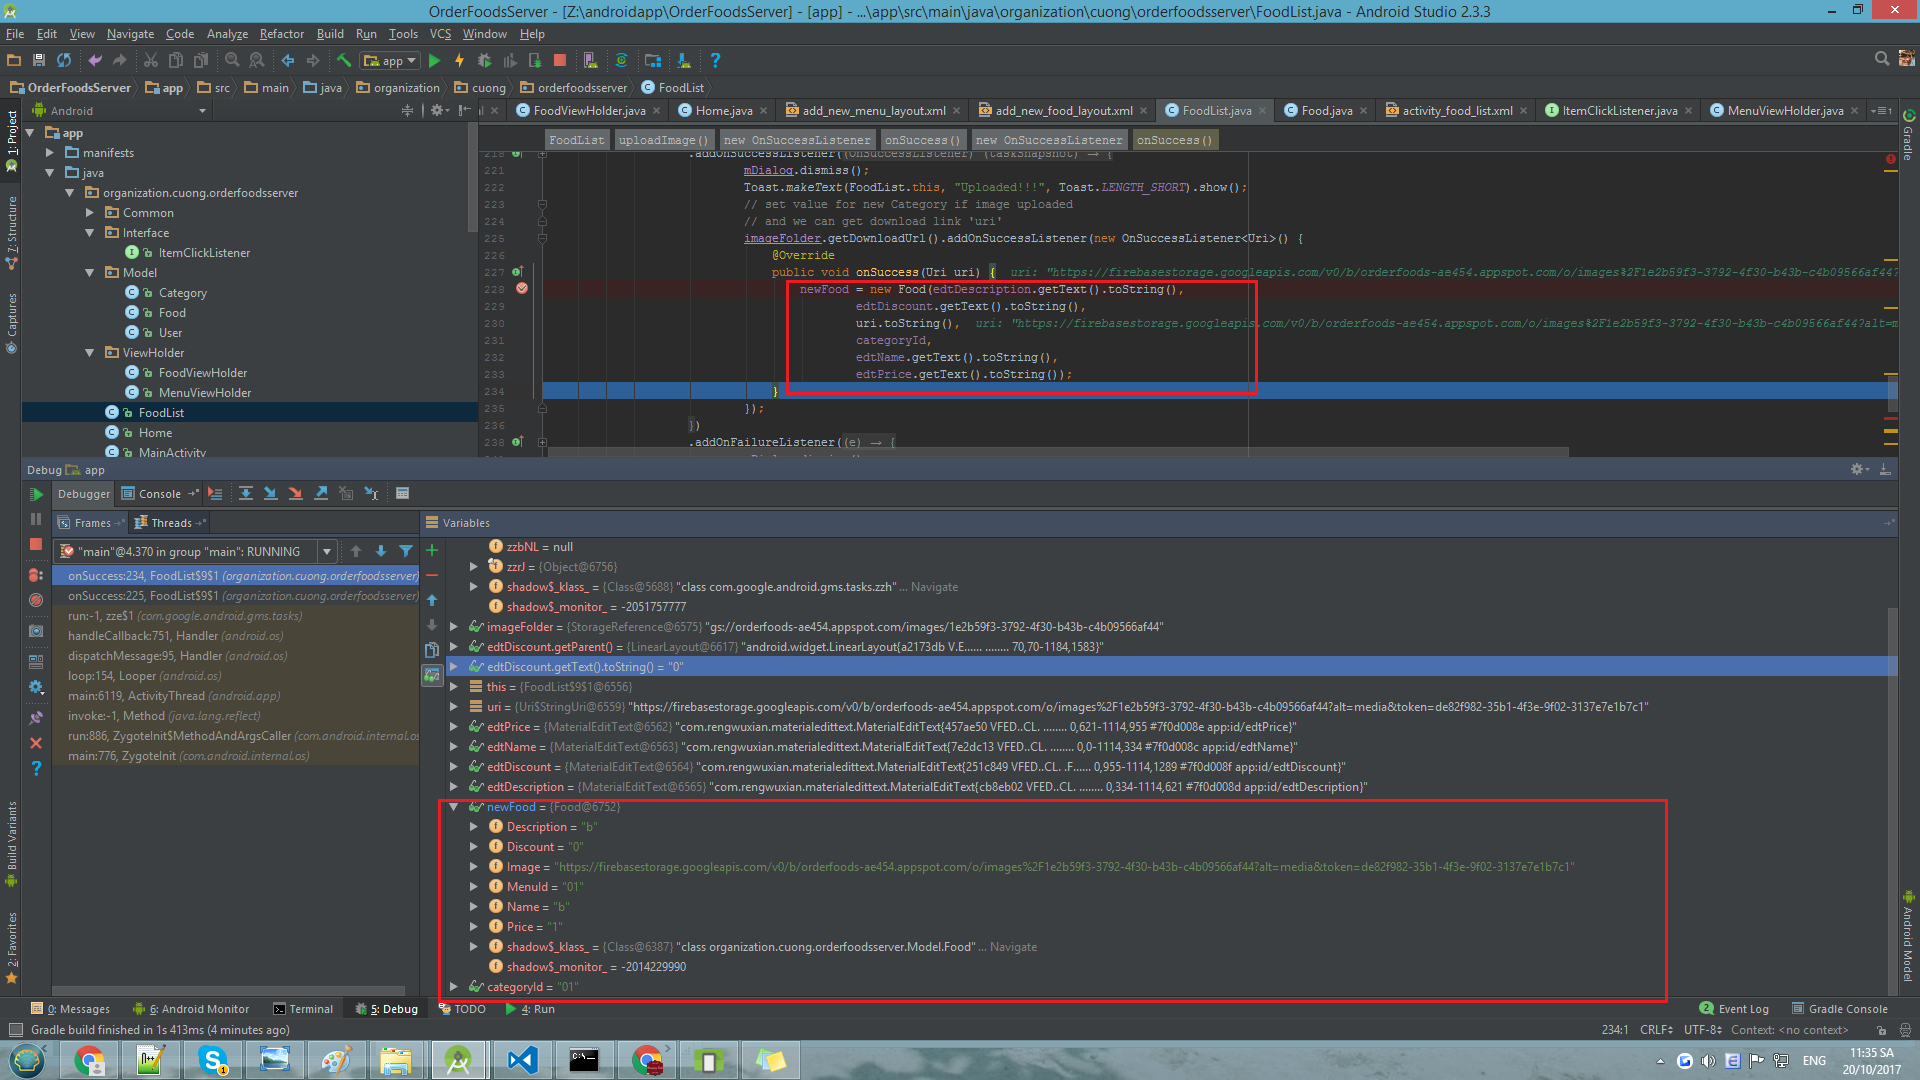 OrderFoodsServer - [Z:\androidapp\OrderFoodsServer] - [app] - ...\app\src\main\java\organization\cuong\orderfoodsserver\FoodList.java - Android Studio 2.3.3
File Edit View Navigate Code Analyze Refactor Build Run Tools VCS Window Help
app
OrderFoodsServer app src main java organization cuong orderfoodsserver FoodList
Android
FoodViewHolder.java Home.java add_new_menu_layout.xml add_new_food_layout.xml FoodList.java Food.java activity_food_list.xml ItemClickListener.java MenuViewHolder.java
FoodList uploadImage() new OnSuccessListener onSuccess() new OnSuccessListener onSuccess()
1: Project
7: Structure
Captures
Build Variants
2: Favorites
Gradle
Android Model
app
manifests
java
organization.cuong.orderfoodsserver
Common
Interface
ItemClickListener
Model
Category
Food
User
ViewHolder
FoodViewHolder
MenuViewHolder
FoodList
Home
MainActivity
218 .addOnSuccessListener((OnSuccessListener) (taskSnapshot) → {
221 mDialog.dismiss();
222 Toast.makeText(FoodList.this, "Uploaded!!!", Toast.LENGTH_SHORT).show();
223 // set value for new Category if image uploaded
224 // and we can get download link 'uri'
225 imageFolder.getDownloadUrl().addOnSuccessListener(new OnSuccessListener<Uri>() {
226 @Override
227 public void onSuccess(Uri uri) { uri: "https://firebasestorage.googleapis.com/v0/b/orderfoods-ae454.appspot.com/o/images%2F1e2b59f3-3792-4f30-b43b-c4b09566af44?
228 newFood = new Food(edtDescription.getText().toString(),
229 edtDiscount.getText().toString(),
230 uri.toString(), uri: "https://firebasestorage.googleapis.com/v0/b/orderfoods-ae454.appspot.com/o/images%2F1e2b59f3-3792-4f30-b43b-c4b09566af44?alt=m
231 categoryId,
232 edtName.getText().toString(),
233 edtPrice.getText().toString());
234 }
235 });
236 })
238 .addOnFailureListener((e) → {
Debug app
Debugger Console
Frames Threads
"main"@4.370 in group "main": RUNNING
onSuccess:234, FoodList$9$1 (organization.cuong.orderfoodsserver)
onSuccess:225, FoodList$9$1 (organization.cuong.orderfoodsserver)
run:-1, zze$1 (com.google.android.gms.tasks)
handleCallback:751, Handler (android.os)
dispatchMessage:95, Handler (android.os)
loop:154, Looper (android.os)
main:6119, ActivityThread (android.app)
invoke:-1, Method (java.lang.reflect)
run:886, ZygoteInit$MethodAndArgsCaller (com.android.internal.os
main:776, ZygoteInit (com.android.internal.os)
Variables
zzbNL = null
zzrJ = {Object@6756}
shadow$_klass_ = {Class@5688} "class com.google.android.gms.tasks.zzh" ... Navigate
shadow$_monitor_ = -2051757777
imageFolder = {StorageReference@6575} "gs://orderfoods-ae454.appspot.com/images/1e2b59f3-3792-4f30-b43b-c4b09566af44"
edtDiscount.getParent() = {LinearLayout@6617} "android.widget.LinearLayout{a2173db V.E...... ........ 70,70-1184,1583}"
edtDiscount.getText().toString() = "0"
this = {FoodList$9$1@6556}
uri = {Uri$StringUri@6559} "https://firebasestorage.googleapis.com/v0/b/orderfoods-ae454.appspot.com/o/images%2F1e2b59f3-3792-4f30-b43b-c4b09566af44?alt=media&token=de82f982-35b1-4f3e-9f02-3137e7e1b7c1"
edtPrice = {MaterialEditText@6562} "com.rengwuxian.materialedittext.MaterialEditText{457ae50 VFED..CL. ........ 0,621-1114,955 #7f0d008e app:id/edtPrice}"
edtName = {MaterialEditText@6563} "com.rengwuxian.materialedittext.MaterialEditText{7e2dc13 VFED..CL. ........ 0,0-1114,334 #7f0d008c app:id/edtName}"
edtDiscount = {MaterialEditText@6564} "com.rengwuxian.materialedittext.MaterialEditText{251c849 VFED..CL. .F...... 0,955-1114,1289 #7f0d008f app:id/edtDiscount}"
edtDescription = {MaterialEditText@6565} "com.rengwuxian.materialedittext.MaterialEditText{cb8eb02 VFED..CL. ........ 0,334-1114,621 #7f0d008d app:id/edtDescription}"
newFood = {Food@6752}
Description = "b"
Discount = "0"
Image = "https://firebasestorage.googleapis.com/v0/b/orderfoods-ae454.appspot.com/o/images%2F1e2b59f3-3792-4f30-b43b-c4b09566af44?alt=media&token=de82f982-35b1-4f3e-9f02-3137e7e1b7c1"
MenuId = "01"
Name = "b"
Price = "1"
shadow$_klass_ = {Class@6387} "class organization.cuong.orderfoodsserver.Model.Food" ... Navigate
shadow$_monitor_ = -2014229990
categoryId = "01"
0: Messages 6: Android Monitor Terminal 5: Debug TODO 4: Run 2 Event Log Gradle Console
Gradle build finished in 1s 413ms (4 minutes ago) 234:1 CRLF UTF-8 Context: <no context>
ENG
11:35 SA
20/10/2017